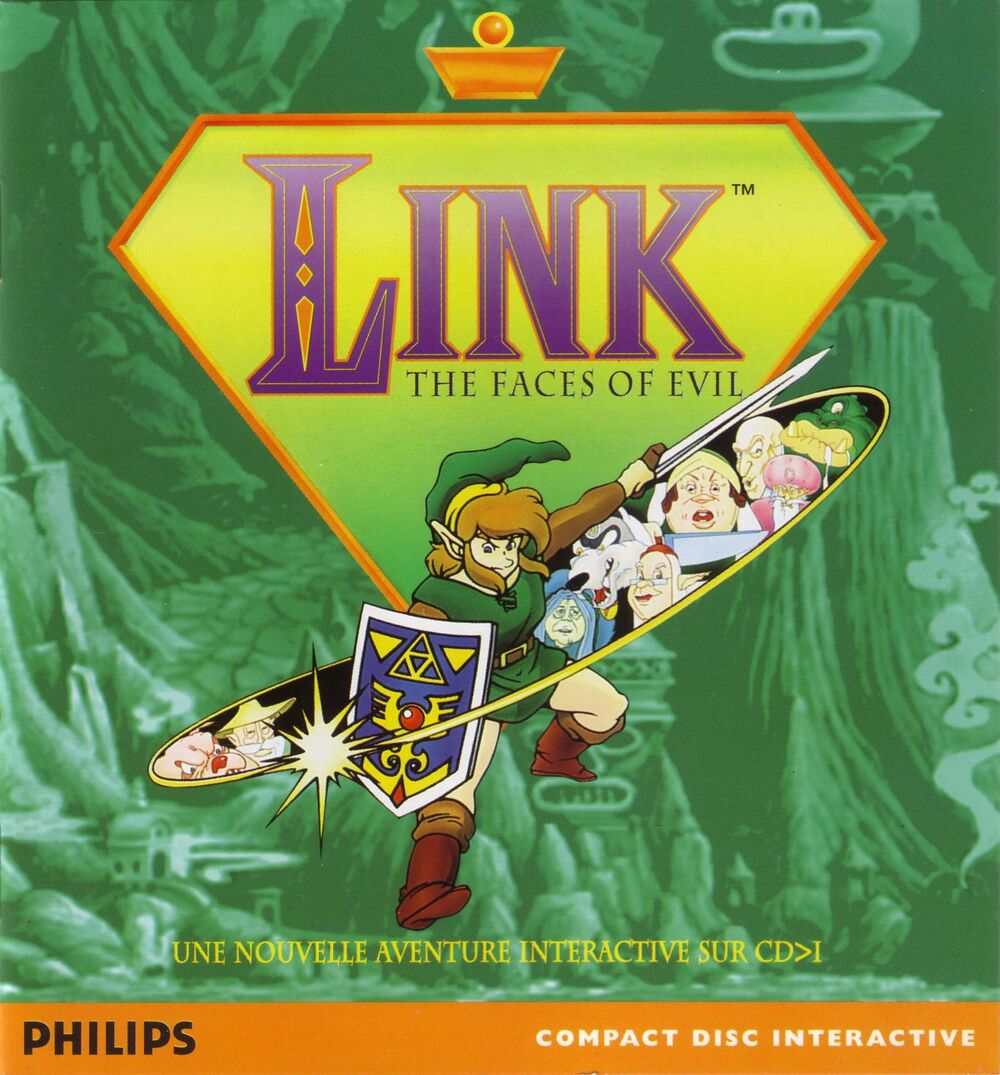 LINK™
THE FACES OF EVIL
UNE NOUVELLE AVENTURE INTERACTIVE SUR CD>I
PHILIPS
COMPACT DISC INTERACTIVE